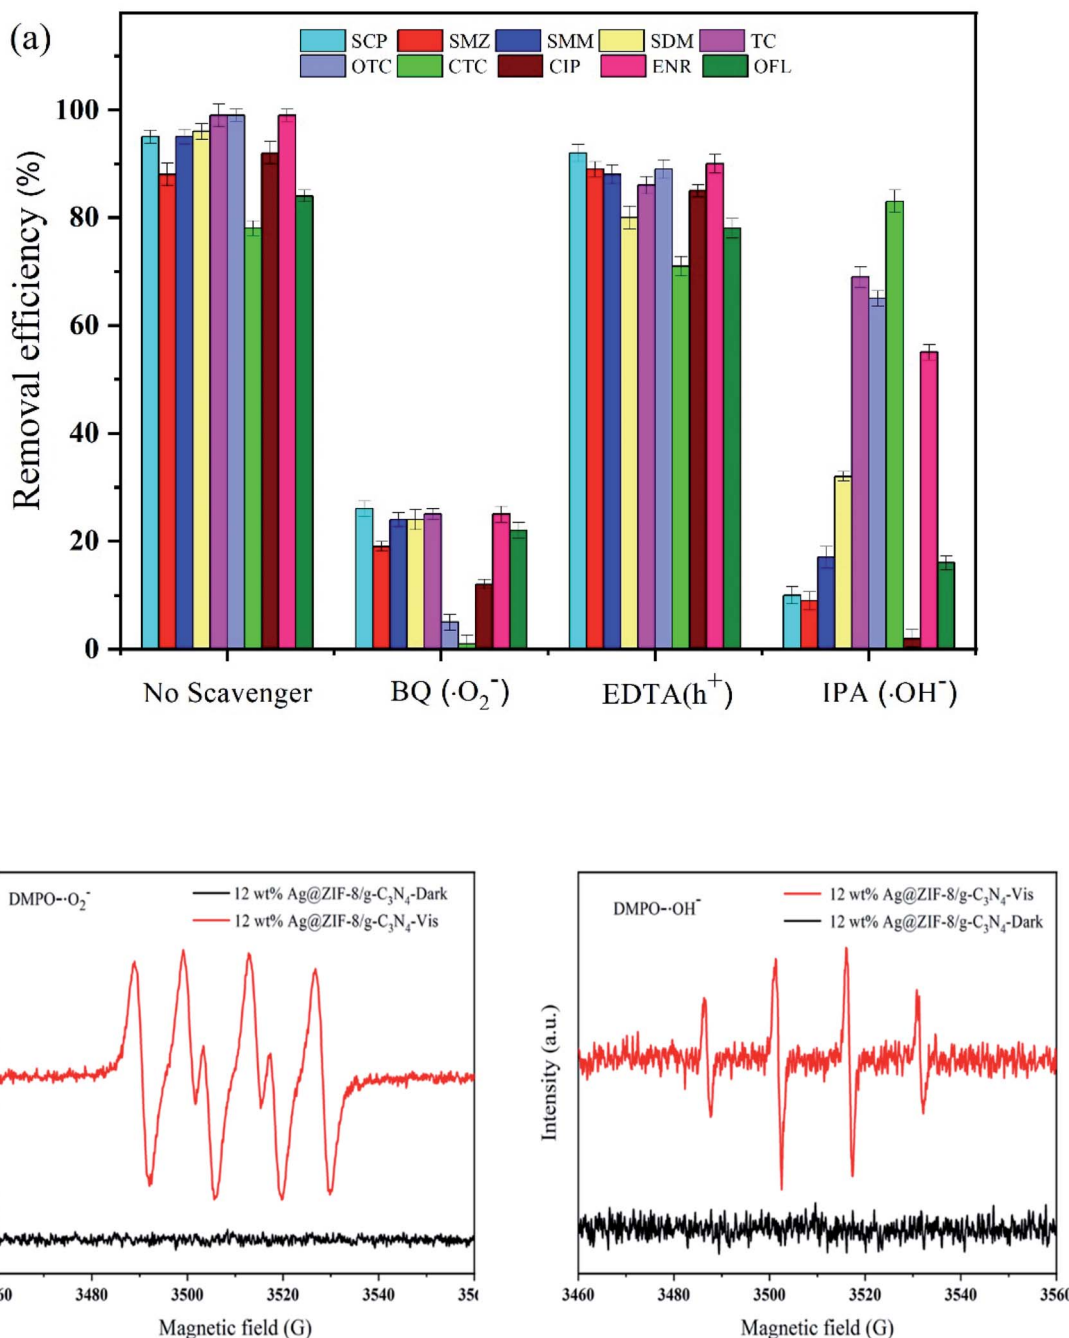 (a)
SCP SMZ SMM SDM TC
OTC CTC CIP ENR OFL
Removal efficiency (%)
100
80
60
40
20
0
No Scavenger BQ (·O₂⁻) EDTA(h⁺) IPA (·OH⁻)
DMPO--·O₂⁻
12 wt% Ag@ZIF-8/g-C₃N₄-Dark
12 wt% Ag@ZIF-8/g-C₃N₄-Vis
3480 3500 3520 3540
Magnetic field (G)
DMPO--·OH⁻
12 wt% Ag@ZIF-8/g-C₃N₄-Vis
12 wt% Ag@ZIF-8/g-C₃N₄-Dark
Intensity (a.u.)
3460 3480 3500 3520 3540 3560
Magnetic field (G)